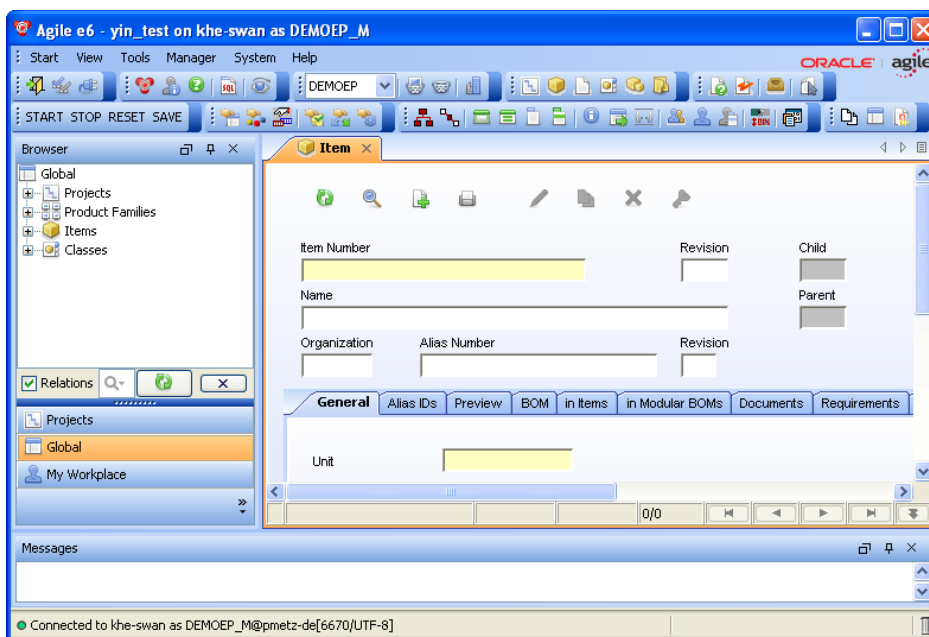 Agile e6 - yin_test on khe-swan as DEMOEP_M
Start View Tools Manager System Help
ORACLE agile
SQL DEMOEP
START STOP RESET SAVE BIN
Browser
Item
Global
Projects
Product Families
Items
Classes
Item Number Revision Child
Name Parent
Organization Alias Number Revision
Relations
General Alias IDs Preview BOM in Items in Modular BOMs Documents Requirements
Projects
Global
Unit
My Workplace
0/0
Messages
Connected to khe-swan as DEMOEP_M@pmetz-de[6670/UTF-8]